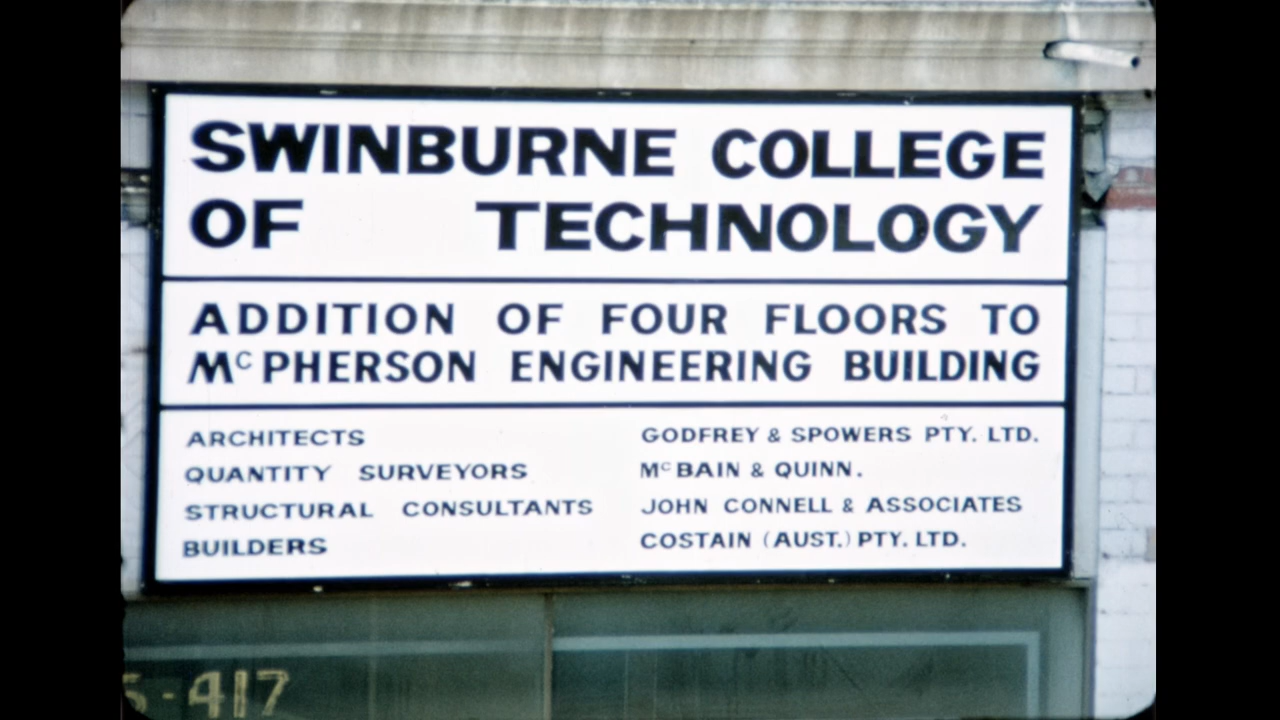 SWINBURNE COLLEGE
OF TECHNOLOGY
ADDITION OF FOUR FLOORS TO
McPHERSON ENGINEERING BUILDING
ARCHITECTS GODFREY & SPOWERS PTY. LTD.
QUANTITY SURVEYORS McBAIN & QUINN.
STRUCTURAL CONSULTANTS JOHN CONNELL & ASSOCIATES
BUILDERS COSTAIN (AUST.) PTY. LTD.
-417